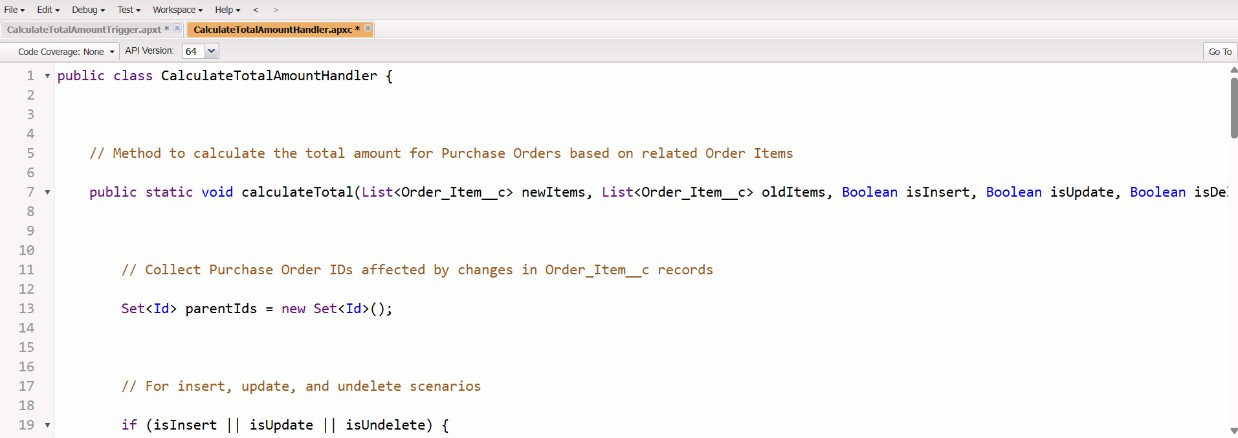 File Edit Debug Test Workspace Help < >
CalculateTotalAmountTrigger.apxt * CalculateTotalAmountHandler.apxc *
Code Coverage: None API Version: 64 Go To
1 public class CalculateTotalAmountHandler {
2
3
4
5 // Method to calculate the total amount for Purchase Orders based on related Order Items
6
7 public static void calculateTotal(List<Order_Item__c> newItems, List<Order_Item__c> oldItems, Boolean isInsert, Boolean isUpdate, Boolean isDe
8
9
10
11 // Collect Purchase Order IDs affected by changes in Order_Item__c records
12
13 Set<Id> parentIds = new Set<Id>();
14
15
16
17 // For insert, update, and undelete scenarios
18
19 if (isInsert || isUpdate || isUndelete) {